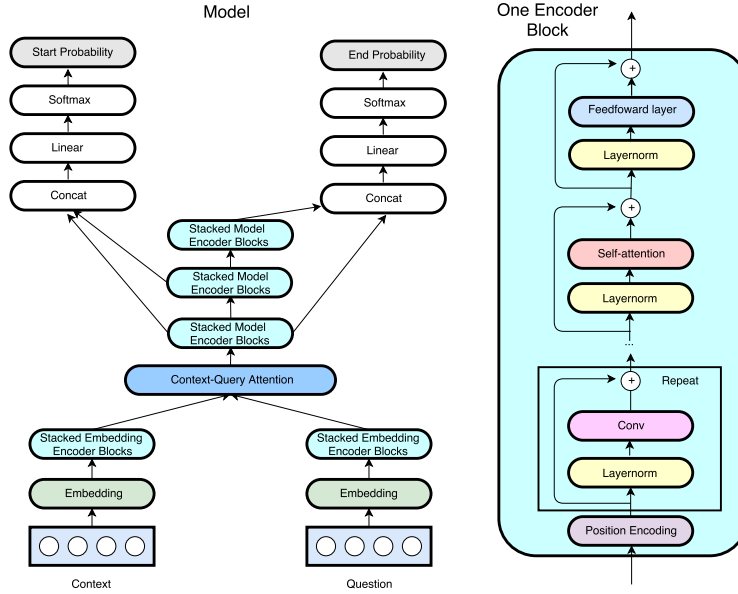 Model
Start Probability
Softmax
Linear
Concat
End Probability
Softmax
Linear
Concat
Stacked Model
Encoder Blocks
Stacked Model
Encoder Blocks
Stacked Model
Encoder Blocks
Context-Query Attention
Stacked Embedding
Encoder Blocks
Stacked Embedding
Encoder Blocks
Embedding
Embedding
Context
Question
One Encoder
Block
+
Feedfoward layer
Layernorm
+
Self-attention
Layernorm
...
+
Repeat
Conv
Layernorm
Position Encoding